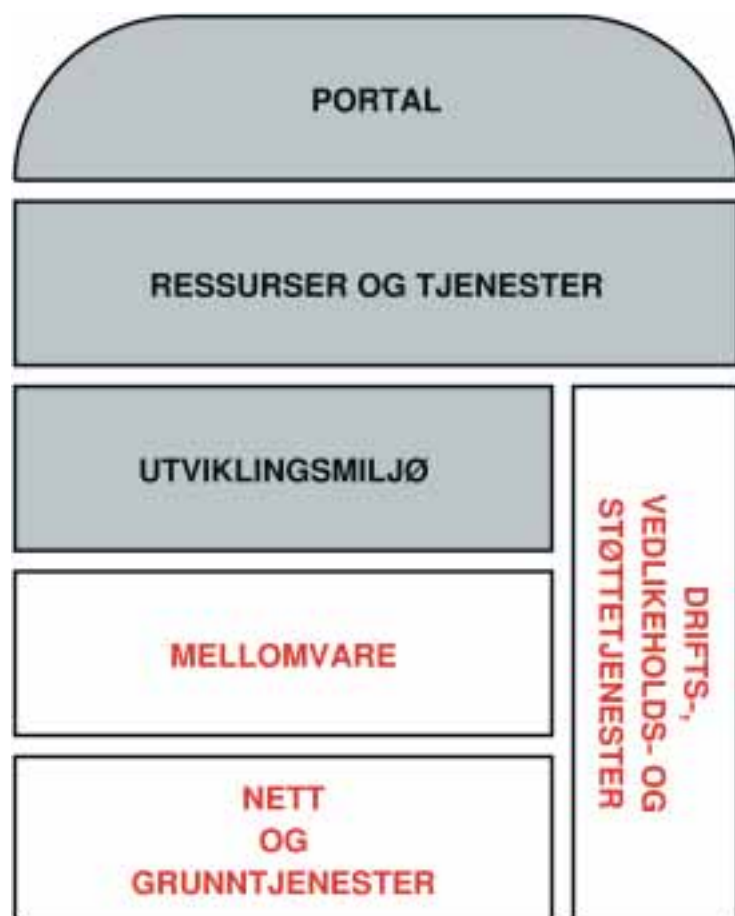 PORTAL
RESSURSER OG TJENESTER
UTVIKLINGSMILJØ
MELLOMVARE
NETT
OG
GRUNNTJENESTER
DRIFTS-,
VEDLIKEHOLDS- OG
STØTTETJENESTER